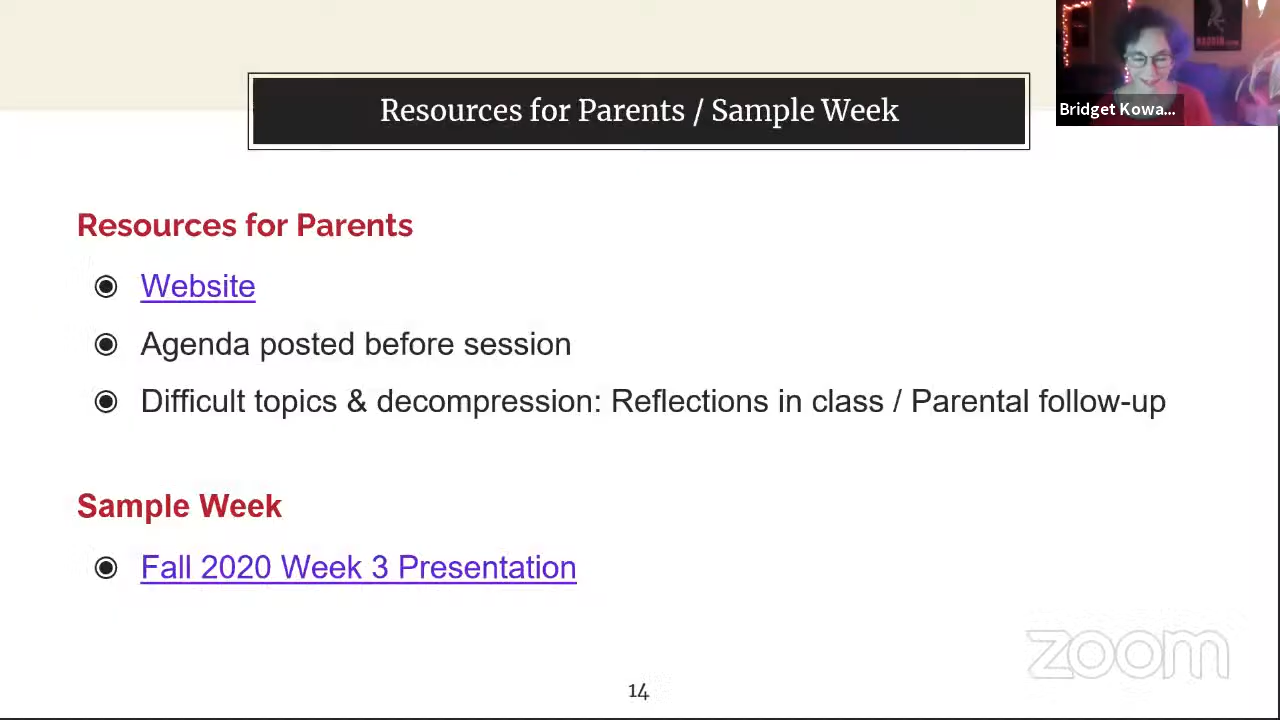 Resources for Parents / Sample Week
Bridget Kowa...
Resources for Parents
Website
Agenda posted before session
Difficult topics & decompression: Reflections in class / Parental follow-up
Sample Week
Fall 2020 Week 3 Presentation
zoom
14